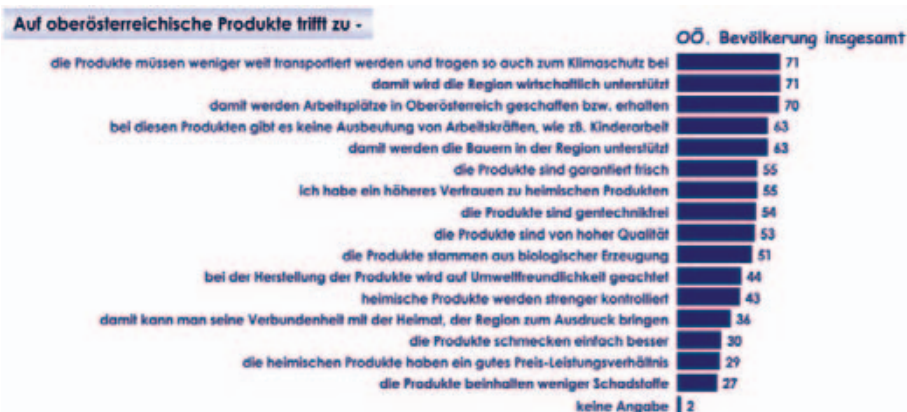 Auf oberösterreichische Produkte trifft zu -
OÖ. Bevölkerung insgesamt
die Produkte müssen weniger weit transportiert werden und tragen so auch zum Klimaschutz bei 71
damit wird die Region wirtschaftlich unterstützt 71
damit werden Arbeitsplätze in Oberösterreich geschaffen bzw. erhalten 70
bei diesen Produkten gibt es keine Ausbeutung von Arbeitskräften, wie zB. Kinderarbeit 63
damit werden die Bauern in der Region unterstützt 63
die Produkte sind garantiert frisch 55
ich habe ein höheres Vertrauen zu heimischen Produkten 55
die Produkte sind gentechnikfrei 54
die Produkte sind von hoher Qualität 53
die Produkte stammen aus biologischer Erzeugung 51
bei der Herstellung der Produkte wird auf Umweltfreundlichkeit geachtet 44
heimische Produkte werden strenger kontrolliert 43
damit kann man seine Verbundenheit mit der Heimat, der Region zum Ausdruck bringen 36
die Produkte schmecken einfach besser 30
die heimischen Produkte haben ein gutes Preis-Leistungsverhältnis 29
die Produkte beinhalten weniger Schadstoffe 27
keine Angabe 2